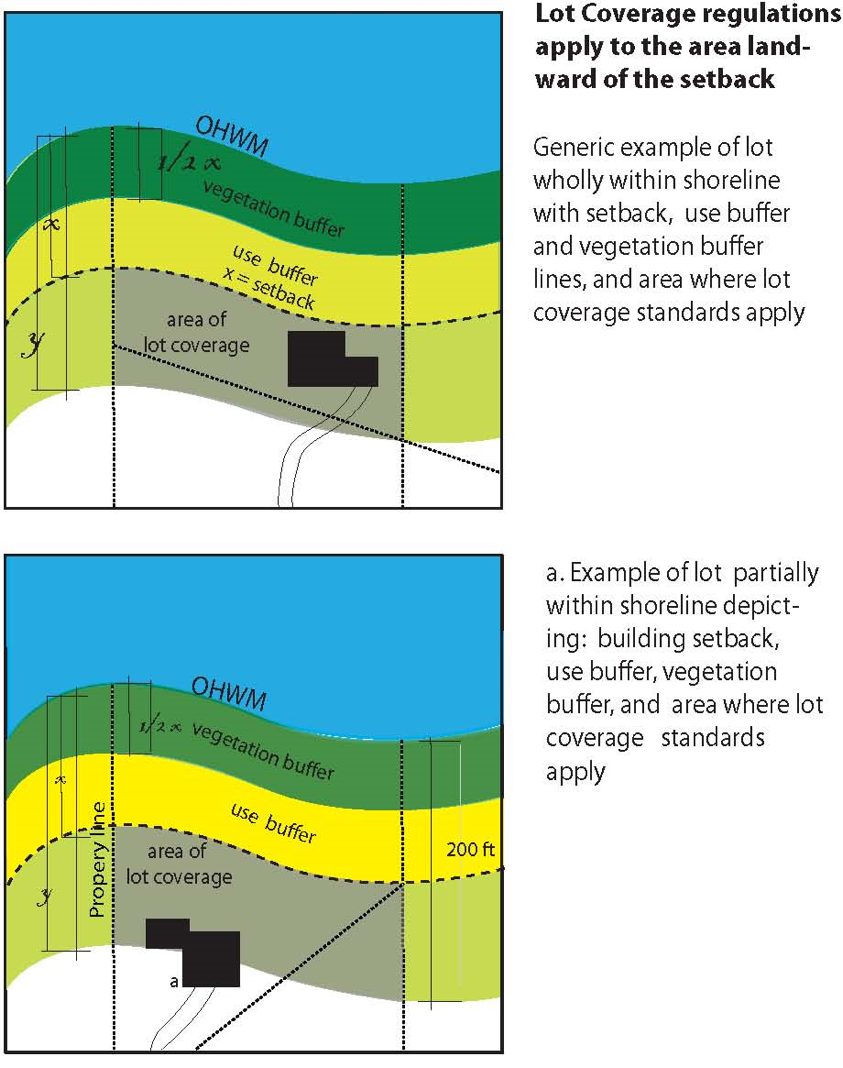 Lot Coverage regulations
apply to the area land-
ward of the setback
Generic example of lot
wholly within shoreline
with setback, use buffer
and vegetation buffer
lines, and area where lot
coverage standards apply
OHWM
1/2 x
vegetation buffer
x
use buffer
x = setback
area of
lot coverage
y
a. Example of lot partially
within shoreline depict-
ing: building setback,
use buffer, vegetation
buffer, and area where lot
coverage standards
apply
OHWM
1/2 x vegetation buffer
x
use buffer
Propery line
area of
lot coverage
200 ft
y
a